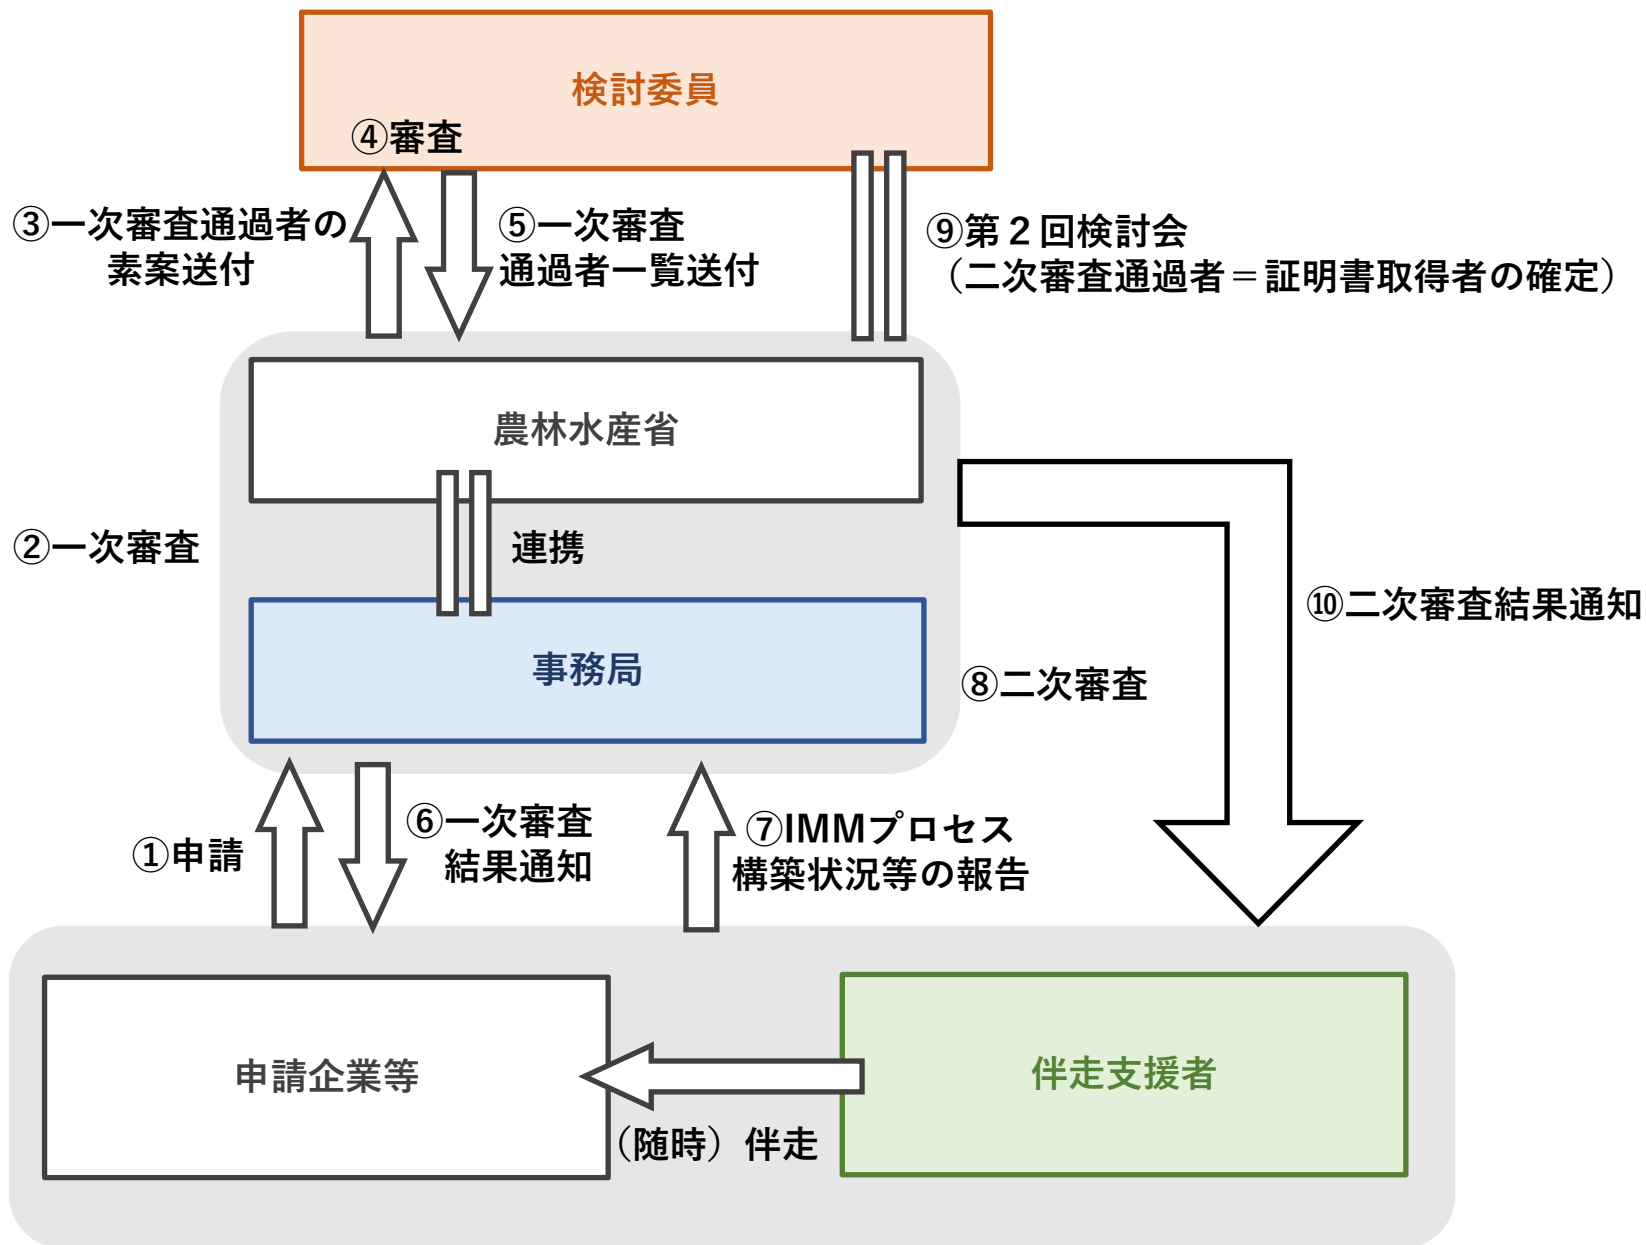 検討委員
④審査
③一次審査通過者の
素案送付
⑤一次審査
通過者一覧送付
⑨第２回検討会
（二次審査通過者＝証明書取得者の確定）
農林水産省
②一次審査
連携
⑩二次審査結果通知
事務局
⑧二次審査
①申請
⑥一次審査
結果通知
⑦IMMプロセス
構築状況等の報告
申請企業等
伴走支援者
（随時）伴走